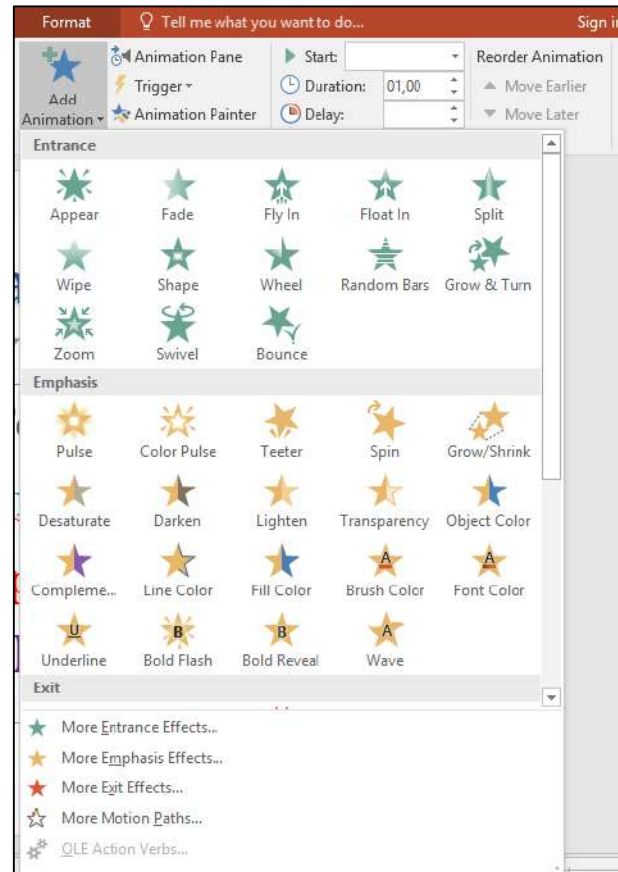 Format Tell me what you want to do... Sign in
Animation Pane Start: Reorder Animation
Trigger Duration: 01,00 Move Earlier
Add
Animation Animation Painter Delay: Move Later
Entrance
Appear Fade Fly In Float In Split
Wipe Shape Wheel Random Bars Grow & Turn
Zoom Swivel Bounce
Emphasis
Pulse Color Pulse Teeter Spin Grow/Shrink
Desaturate Darken Lighten Transparency Object Color
Compleme... Line Color Fill Color Brush Color Font Color
Underline Bold Flash Bold Reveal Wave
Exit
More Entrance Effects...
More Emphasis Effects...
More Exit Effects...
More Motion Paths...
OLE Action Verbs...